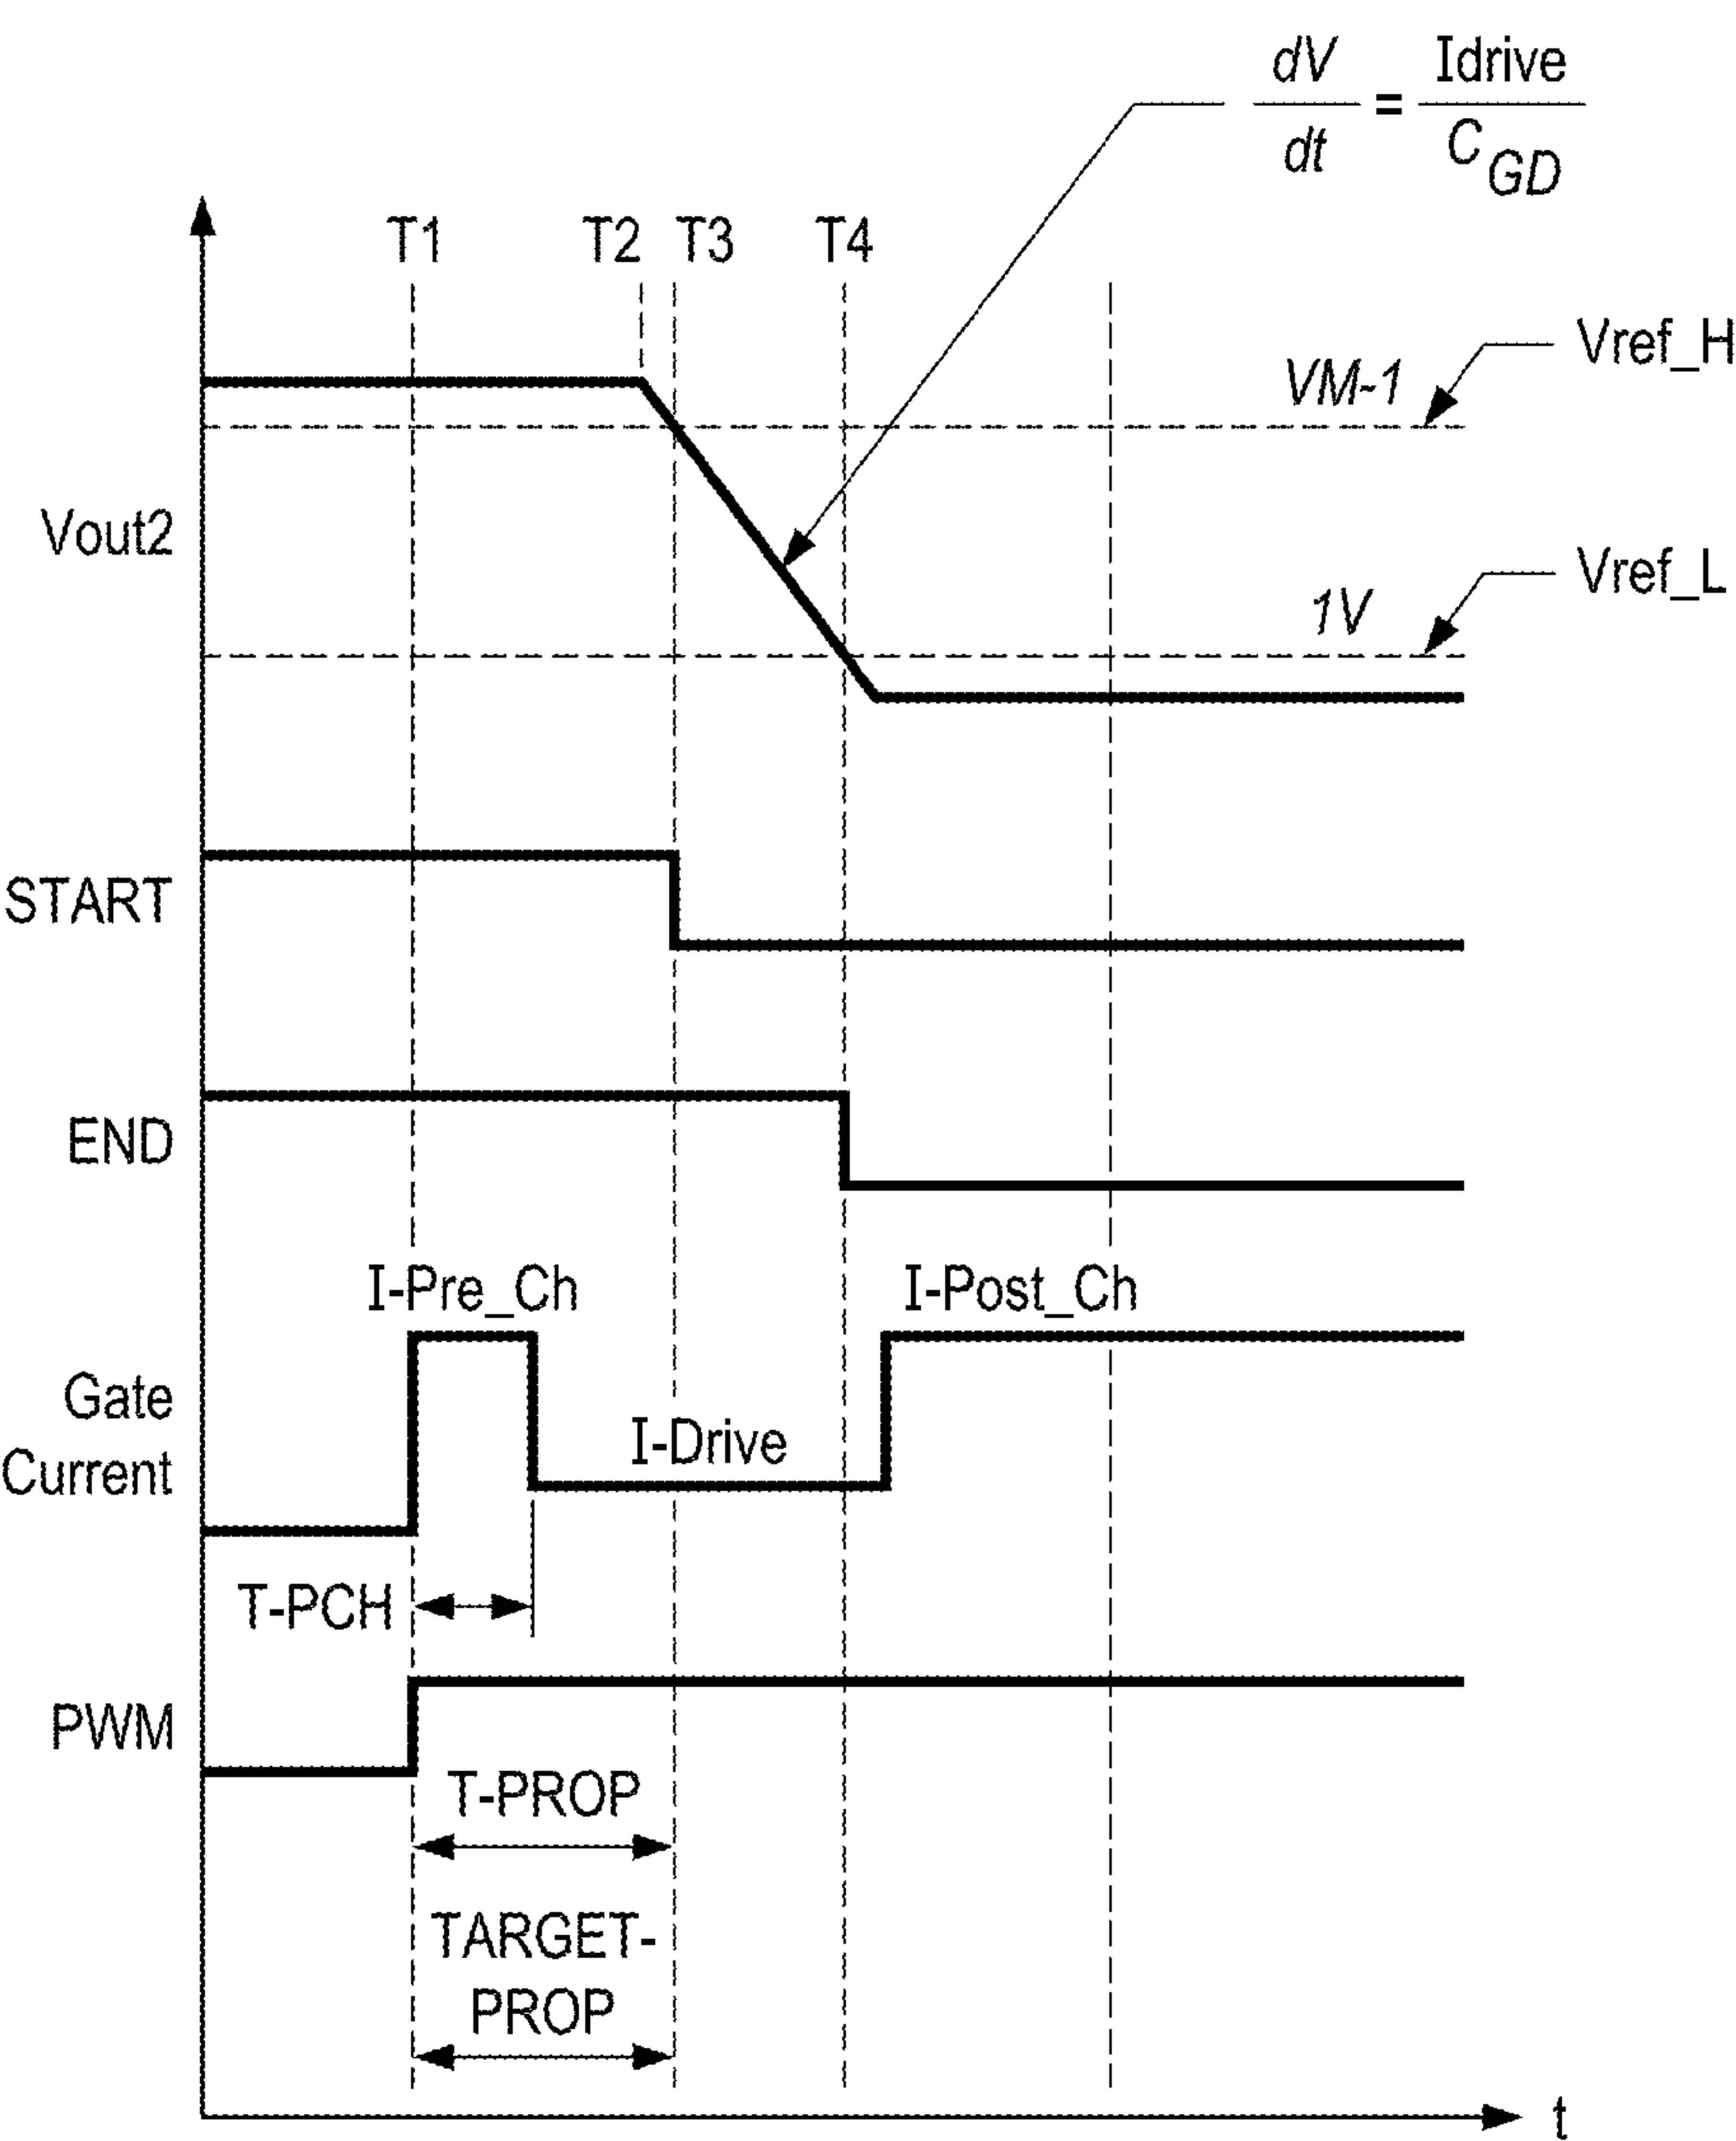 dV/dt = Idrive/C_GD
T1 T2 T3 T4
Vref_H
VM-1
Vout2
Vref_L
1V
START
END
I-Pre_Ch I-Post_Ch
Gate
Current
I-Drive
T-PCH
PWM
T-PROP
TARGET-
PROP
t